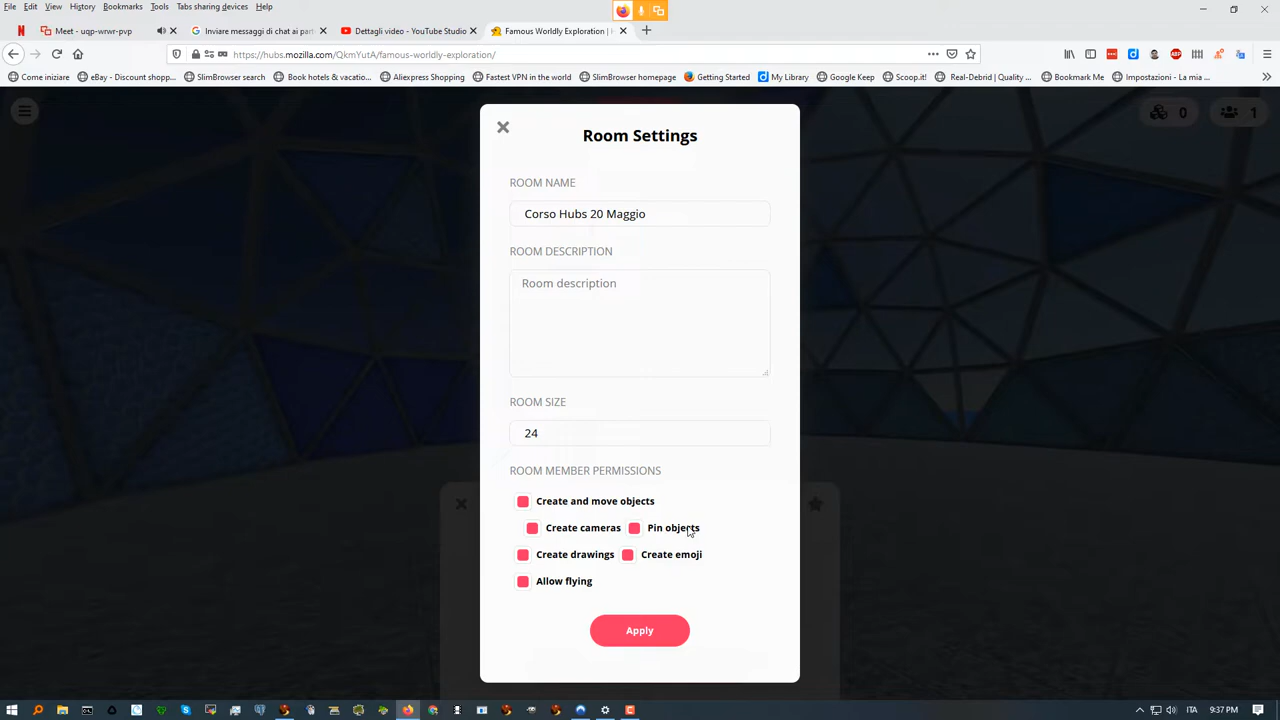 File Edit View History Bookmarks Tools Tabs sharing devices Help
Meet - uqp-wrwr-pvp
Inviare messaggi di chat ai p
Dettagli video - YouTube Studio
Famous Worldly Exploration | 
https://hubs.mozilla.com/QkmYutA/famous-worldly-exploration/
Come iniziare
eBay - Discount shopp...
SlimBrowser search
Book hotels & vacatio...
Aliexpress Shopping
Fastest VPN in the world
SlimBrowser homepage
Getting Started
My Library
Google Keep
Scoop.it!
Real-Debrid | Quality ...
Bookmark Me
Impostazioni - La mia ...
0
1
Room Settings
ROOM NAME
Corso Hubs 20 Maggio
ROOM DESCRIPTION
Room description
ROOM SIZE
24
ROOM MEMBER PERMISSIONS
Create and move objects
Create cameras Pin objects
Create drawings Create emoji
Allow flying
Apply
ITA 9:37 PM